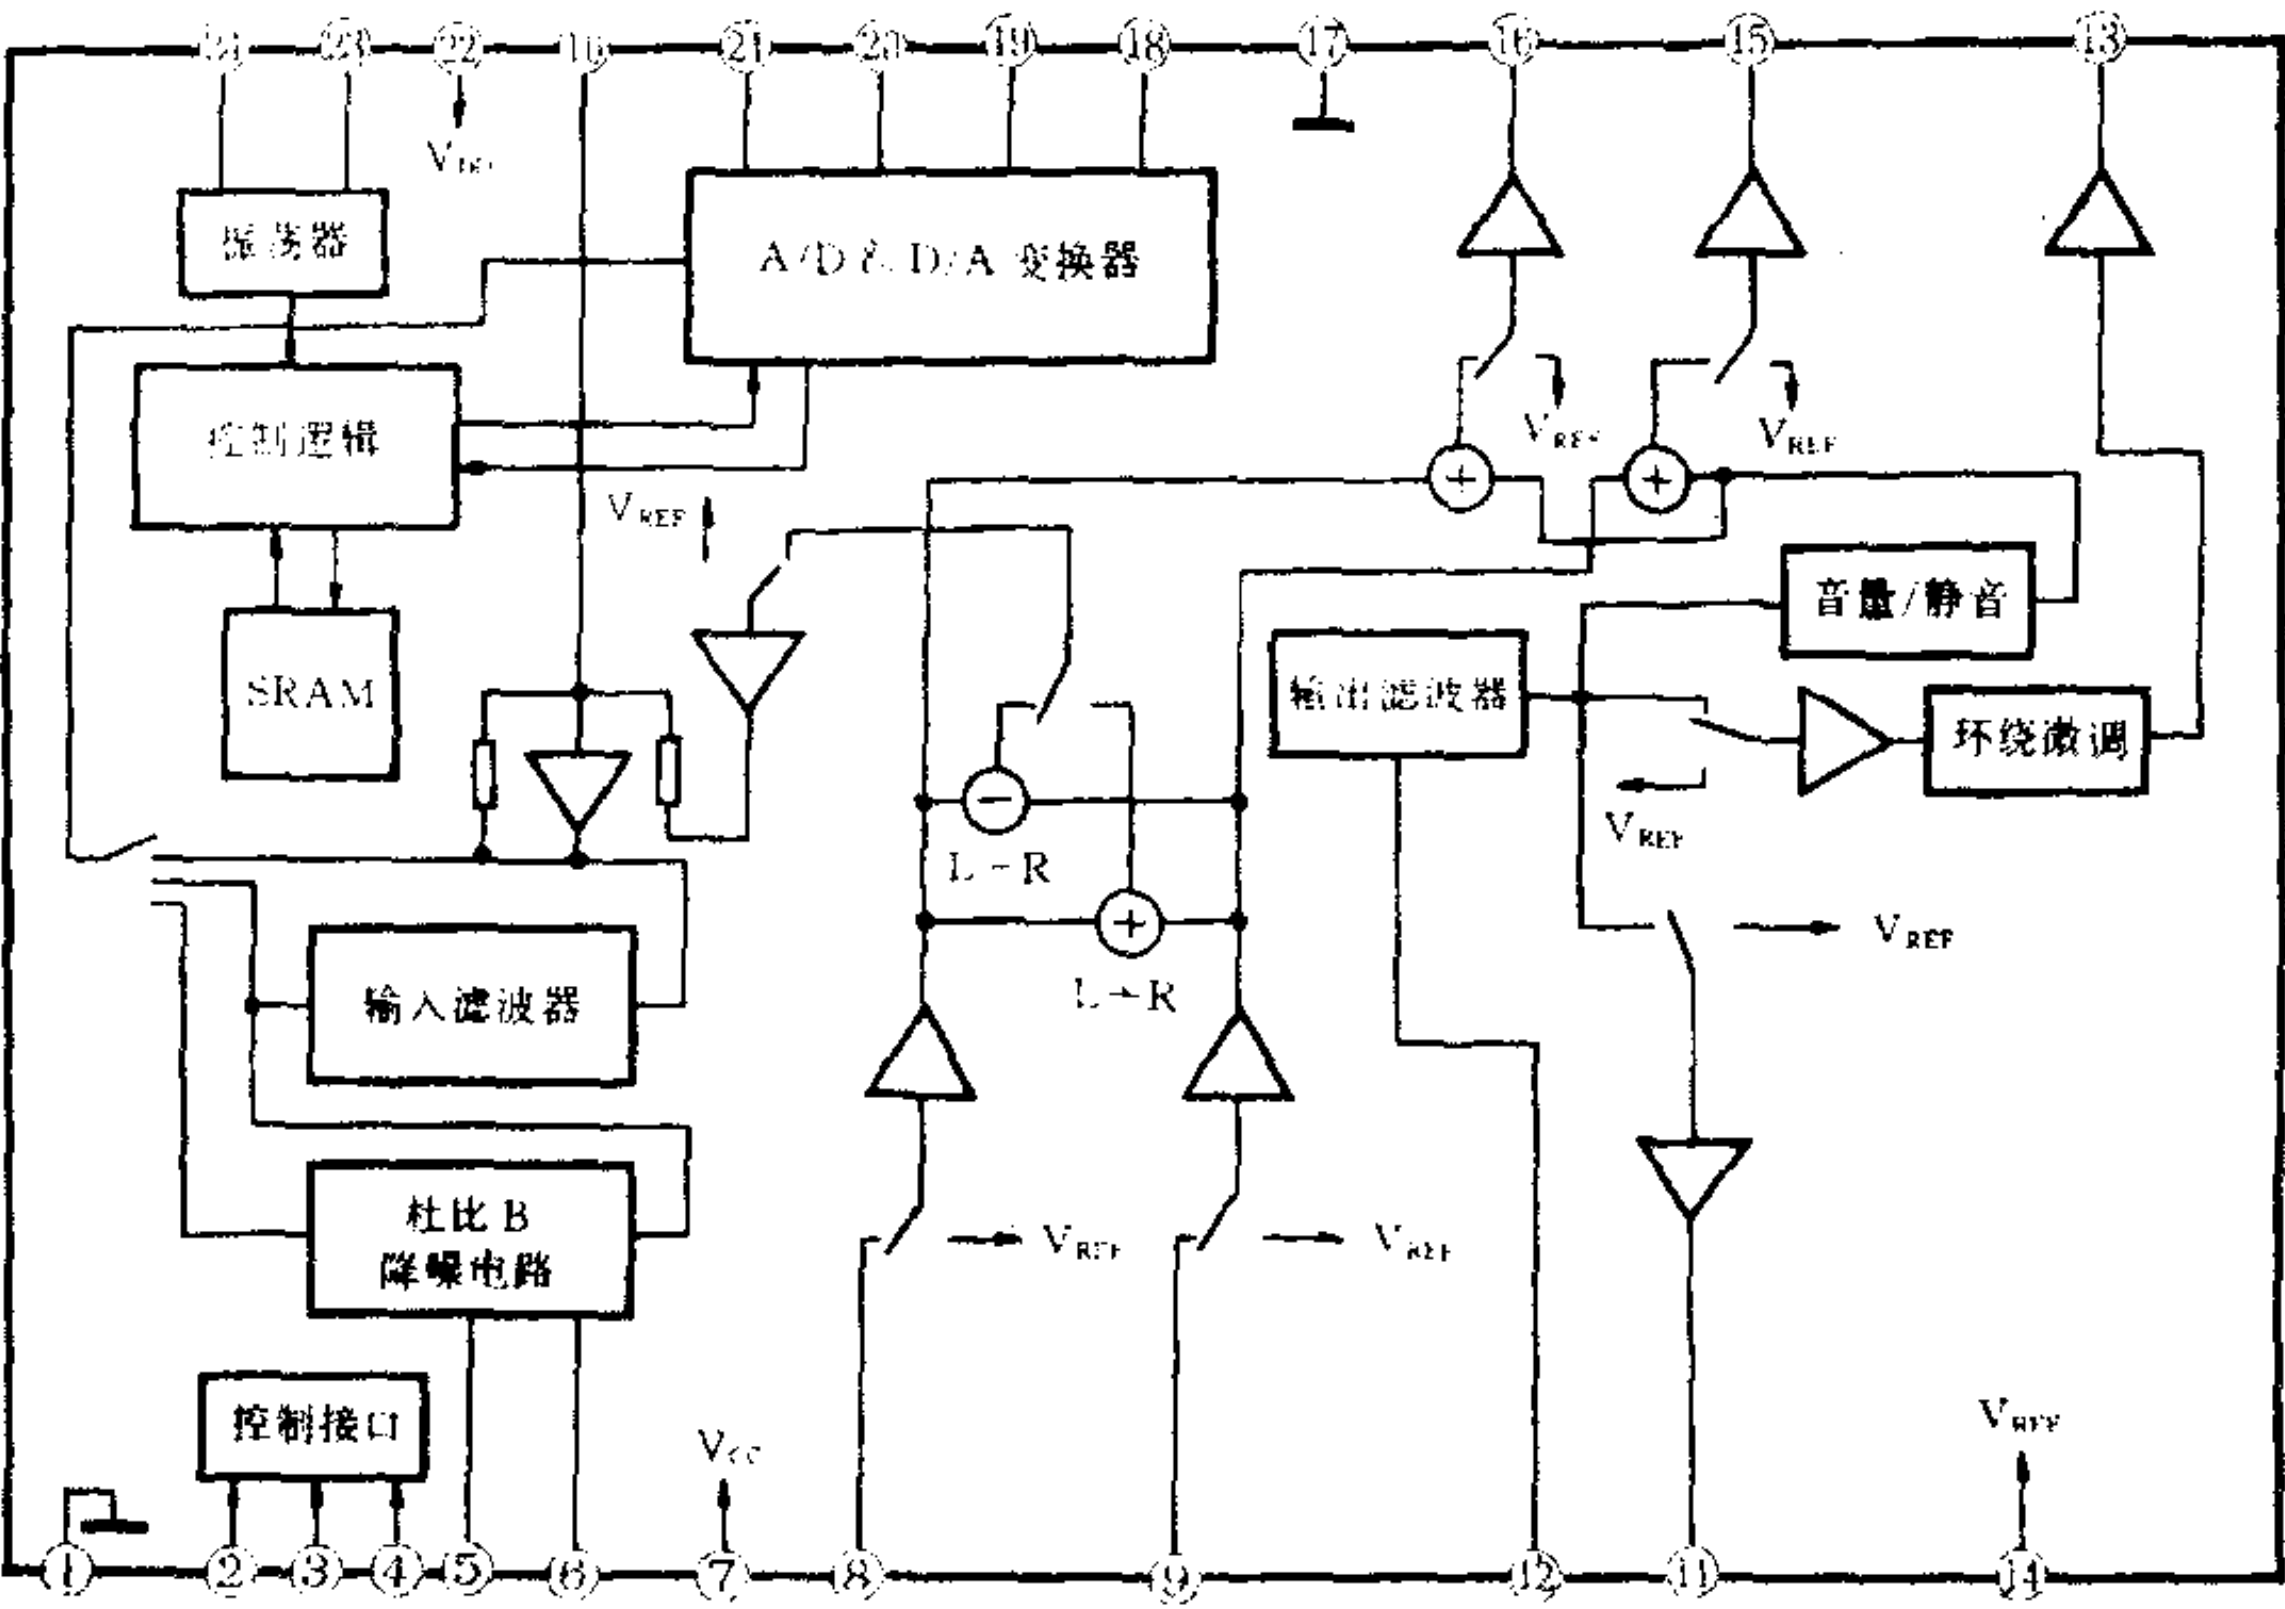 24 23 22 10 21 20 19 18 17 16 15 13
振荡器
A/D & D/A 变换器
控制逻辑
VREF
VREF
VREF
SRAM
音量/静音
输出滤波器
环绕微调
VREF
L-R
VREF
输入滤波器
L+R
杜比 B
降噪电路
VREF
VREF
控制接口
VCC
VREF
1 2 3 4 5 6 7 8 9 12 11 14